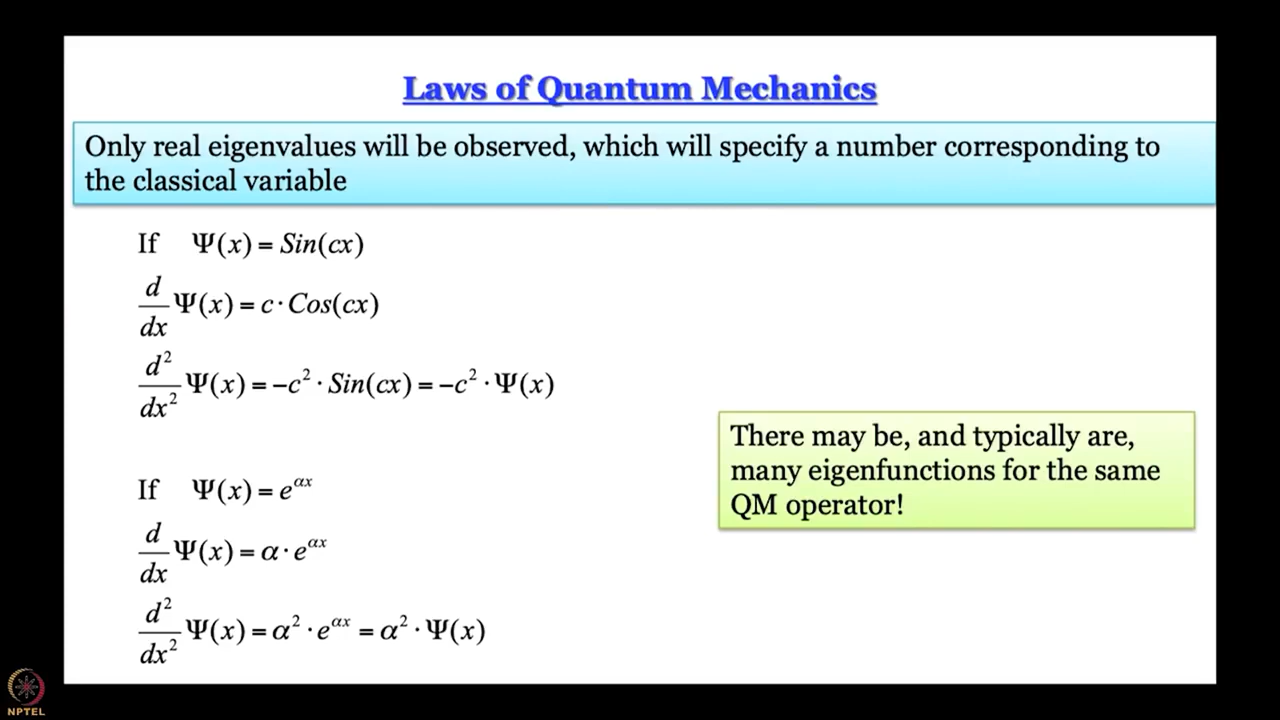 Laws of Quantum Mechanics
Only real eigenvalues will be observed, which will specify a number corresponding to
the classical variable
If Ψ(x) = Sin(cx)
d/dx Ψ(x) = c · Cos(cx)
d²/dx² Ψ(x) = −c² · Sin(cx) = −c² · Ψ(x)
There may be, and typically are,
many eigenfunctions for the same
QM operator!
If Ψ(x) = e^{αx}
d/dx Ψ(x) = α · e^{αx}
d²/dx² Ψ(x) = α² · e^{αx} = α² · Ψ(x)
NPTEL